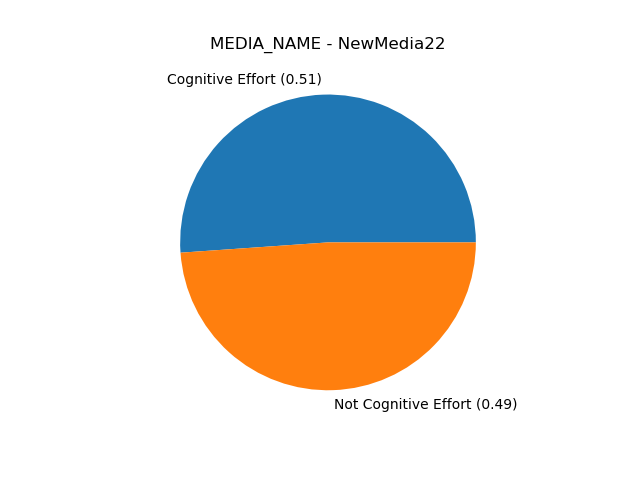 MEDIA_NAME - NewMedia22
Cognitive Effort (0.51)
Not Cognitive Effort (0.49)